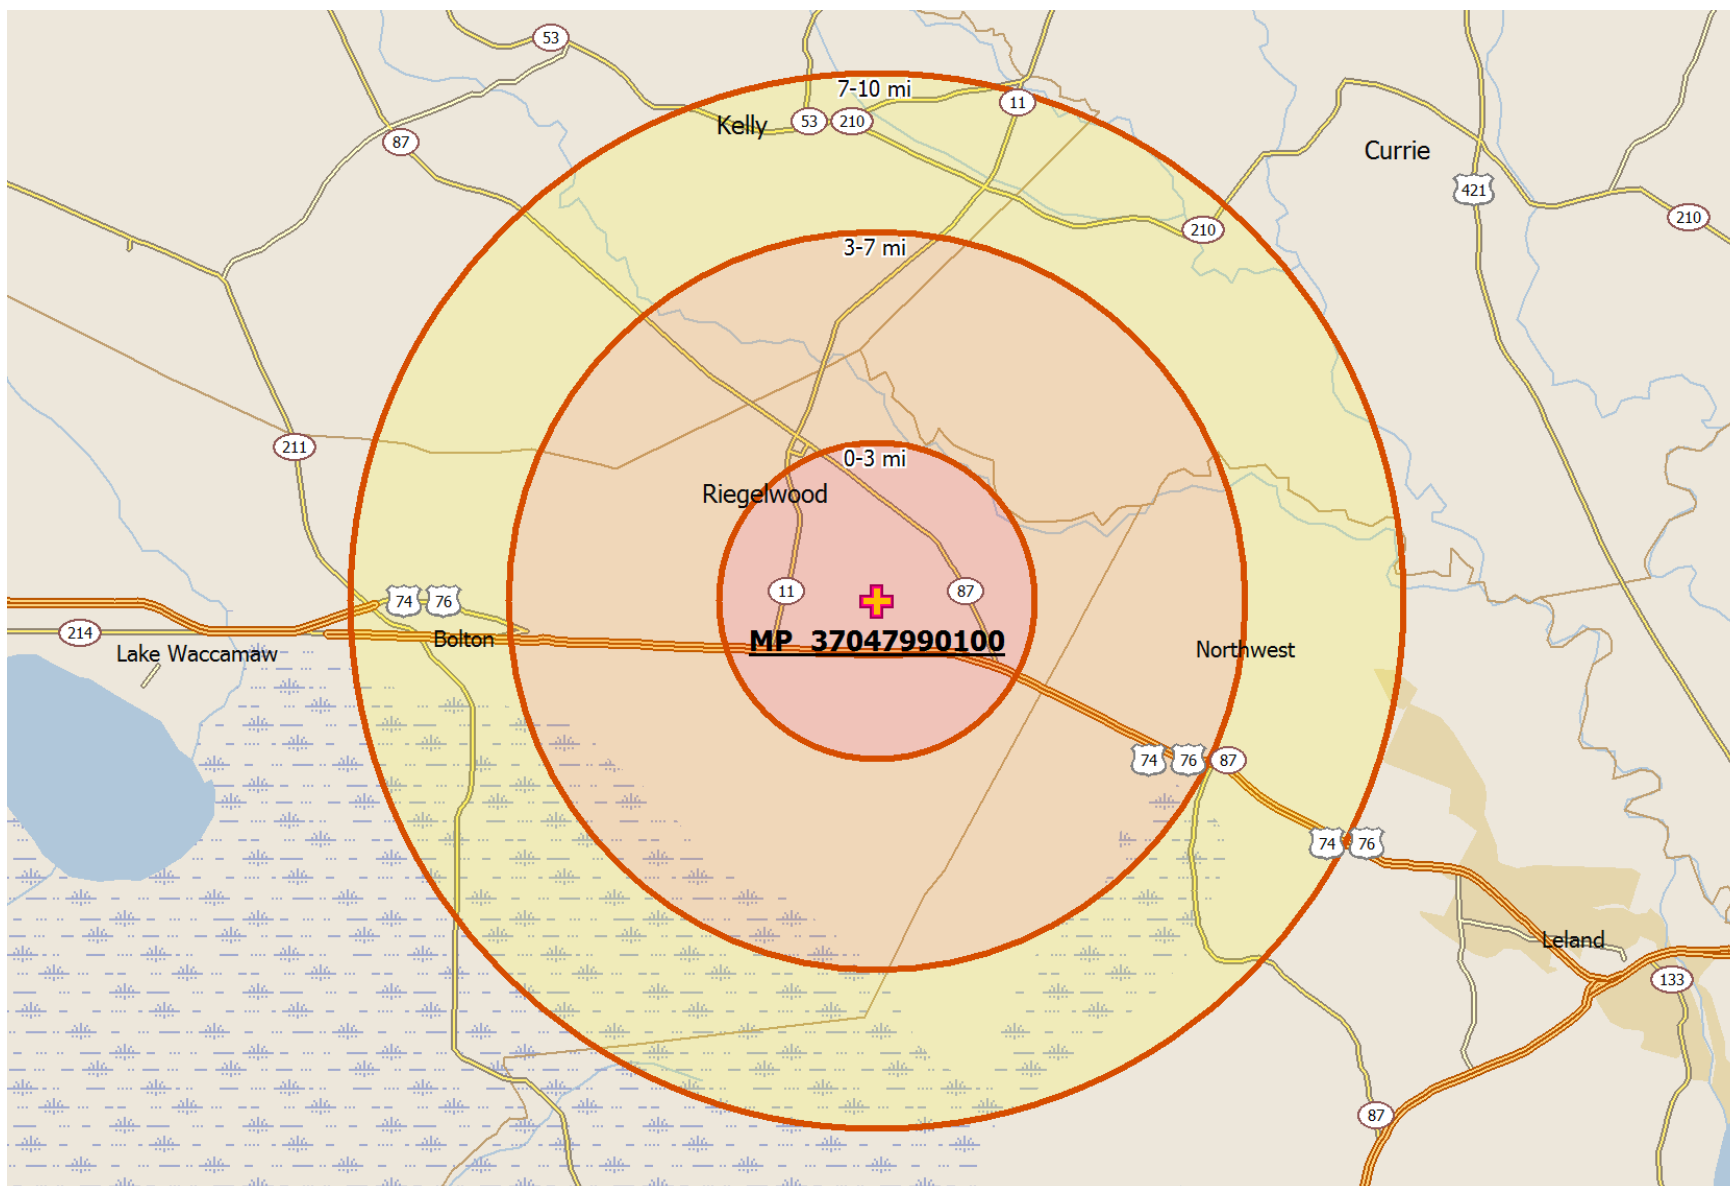 53
7-10 mi
11
Kelly
53
210
87
Currie
421
210
210
3-7 mi
211
0-3 mi
Riegelwood
11
87
74
76
214
Bolton
MP_37047990100
Lake Waccamaw
Northwest
74
76
87
74
76
Leland
133
87